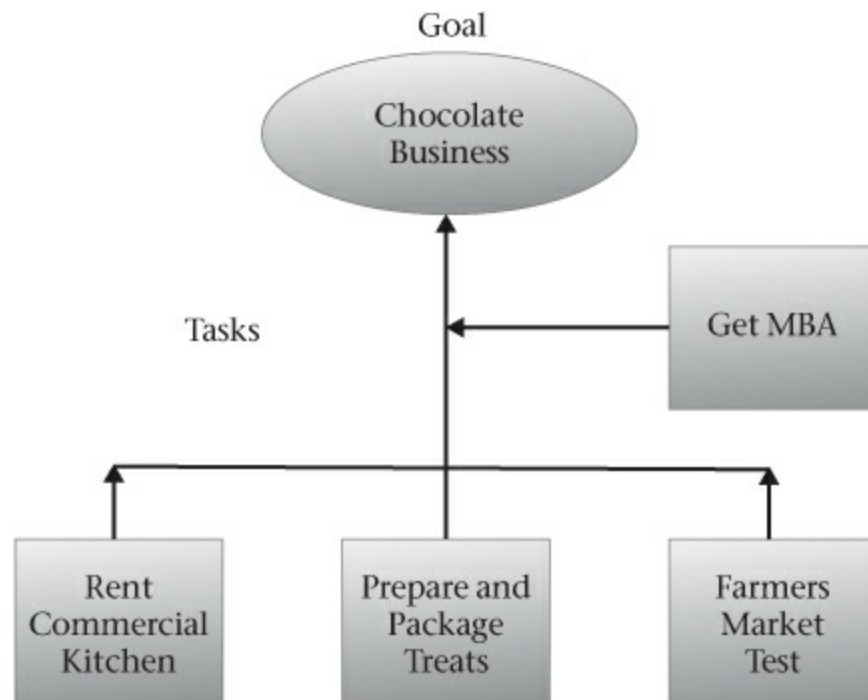 Goal
Chocolate
Business
Tasks
Get MBA
Rent
Commercial
Kitchen
Prepare and
Package
Treats
Farmers
Market
Test